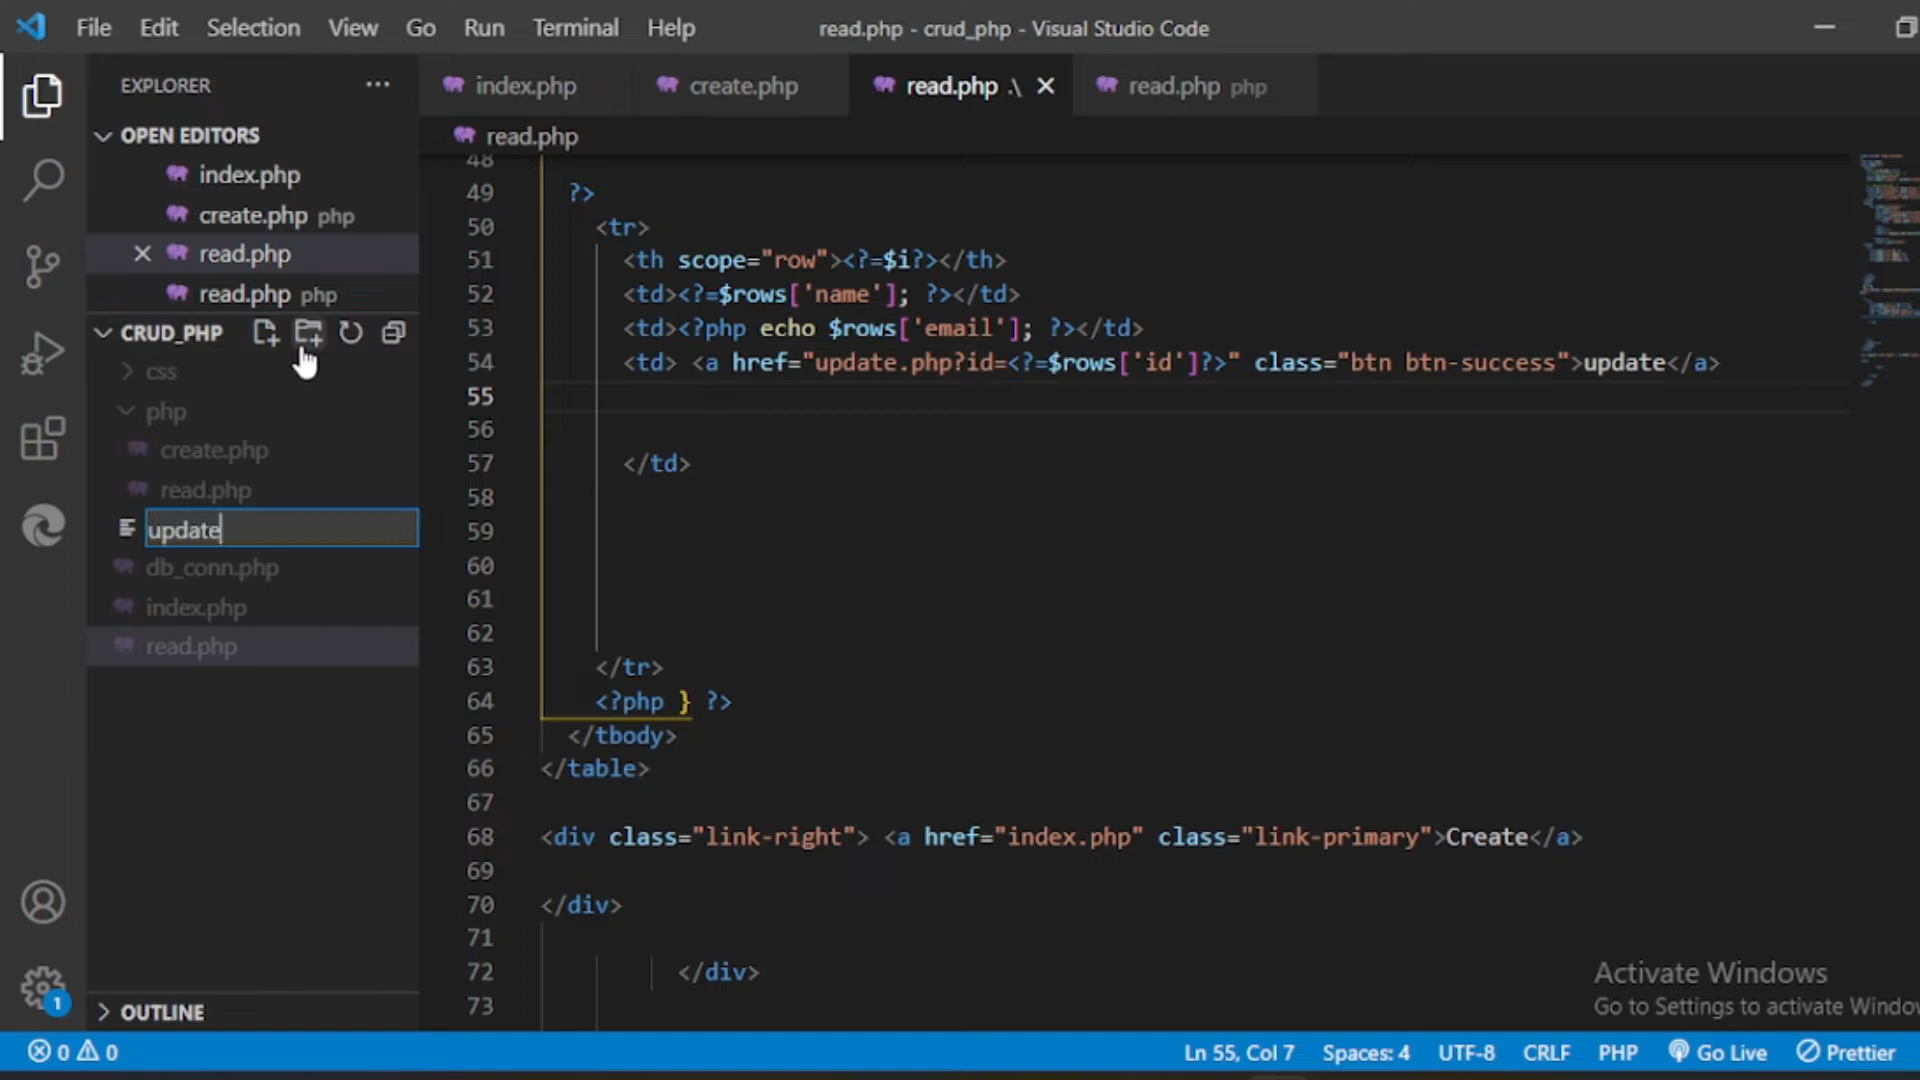 File Edit Selection View Go Run Terminal Help read.php - crud_php - Visual Studio Code
EXPLORER ···
OPEN EDITORS
index.php
create.php php
read.php
read.php php
CRUD_PHP
css
php
create.php
read.php
update
db_conn.php
index.php
read.php
OUTLINE
1
index.php create.php read.php .\ read.php php
read.php
48
49 ?>
50 <tr>
51 <th scope="row"><?=$i?></th>
52 <td><?=$rows['name']; ?></td>
53 <td><?php echo $rows['email']; ?></td>
54 <td> <a href="update.php?id=<?=$rows['id']?>" class="btn btn-success">update</a>
55
56
57 </td>
58
59
60
61
62
63 </tr>
64 <?php } ?>
65 </tbody>
66 </table>
67
68 <div class="link-right"> <a href="index.php" class="link-primary">Create</a>
69
70 </div>
71
72 </div>
73
Activate Windows
Go to Settings to activate Windo
0 0 Ln 55, Col 7 Spaces: 4 UTF-8 CRLF PHP Go Live Prettier